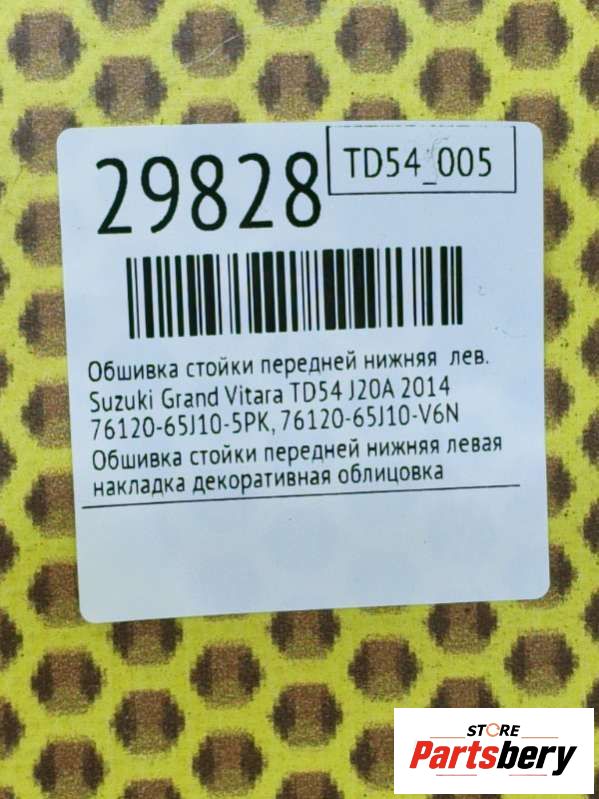 29828
TD54_005
Обшивка стойки передней нижняя лев.
Suzuki Grand Vitara TD54 J20A 2014
76120-65J10-5PK, 76120-65J10-V6N
Обшивка стойки передней нижняя левая
накладка декоративная облицовка
STORE
Partsbery